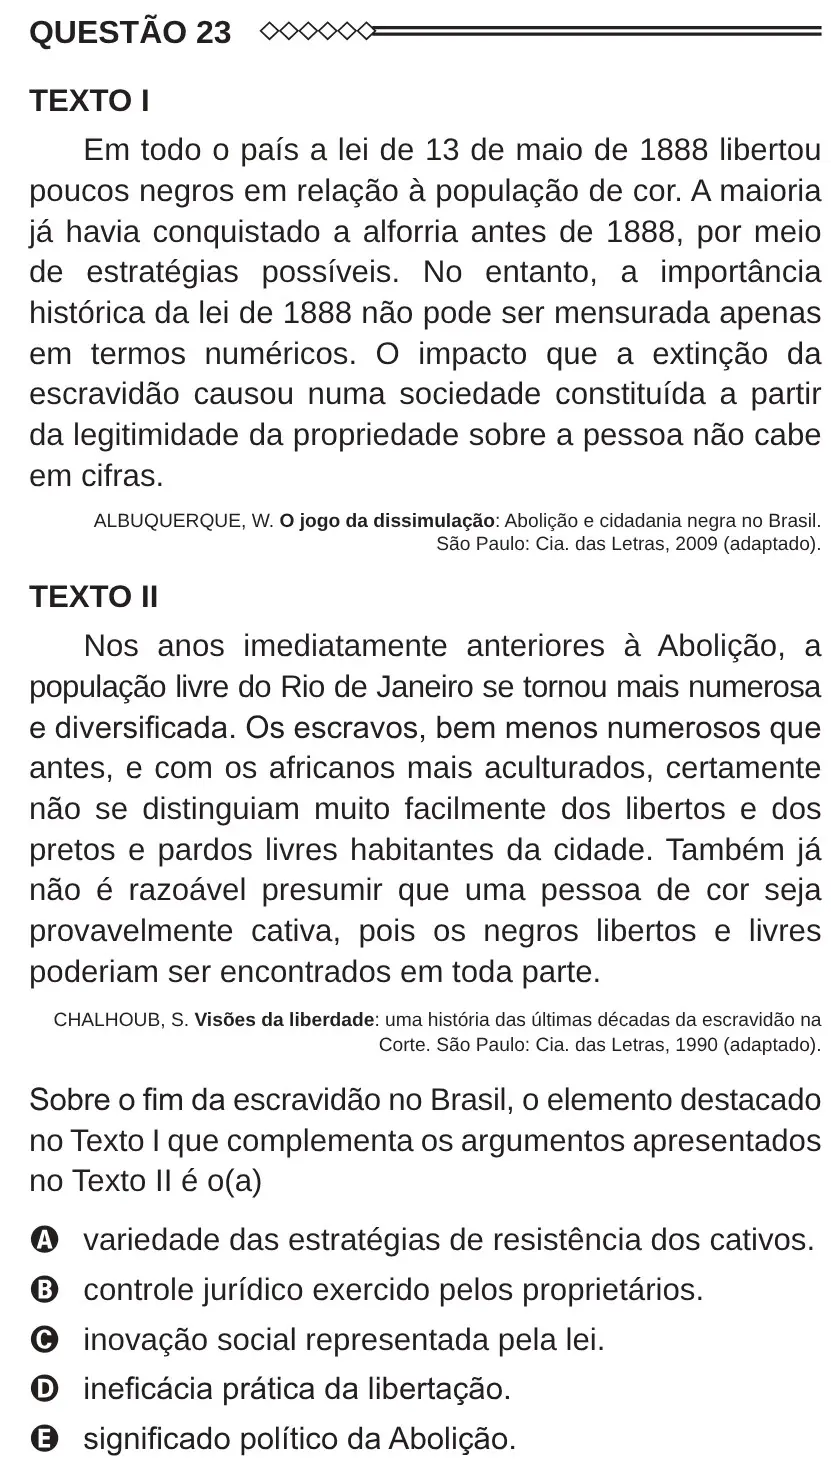 QUESTÃO 23
TEXTO I
Em todo o país a lei de 13 de maio de 1888 libertou
poucos negros em relação à população de cor. A maioria
já havia conquistado a alforria antes de 1888, por meio
de estratégias possíveis. No entanto, a importância
histórica da lei de 1888 não pode ser mensurada apenas
em termos numéricos. O impacto que a extinção da
escravidão causou numa sociedade constituída a partir
da legitimidade da propriedade sobre a pessoa não cabe
em cifras.
ALBUQUERQUE, W. O jogo da dissimulação: Abolição e cidadania negra no Brasil.
São Paulo: Cia. das Letras, 2009 (adaptado).
TEXTO II
Nos anos imediatamente anteriores à Abolição, a
população livre do Rio de Janeiro se tornou mais numerosa
e diversificada. Os escravos, bem menos numerosos que
antes, e com os africanos mais aculturados, certamente
não se distinguiam muito facilmente dos libertos e dos
pretos e pardos livres habitantes da cidade. Também já
não é razoável presumir que uma pessoa de cor seja
provavelmente cativa, pois os negros libertos e livres
poderiam ser encontrados em toda parte.
CHALHOUB, S. Visões da liberdade: uma história das últimas décadas da escravidão na
Corte. São Paulo: Cia. das Letras, 1990 (adaptado).
Sobre o fim da escravidão no Brasil, o elemento destacado
no Texto I que complementa os argumentos apresentados
no Texto II é o(a)
A variedade das estratégias de resistência dos cativos.
B controle jurídico exercido pelos proprietários.
C inovação social representada pela lei.
D ineficácia prática da libertação.
E significado político da Abolição.